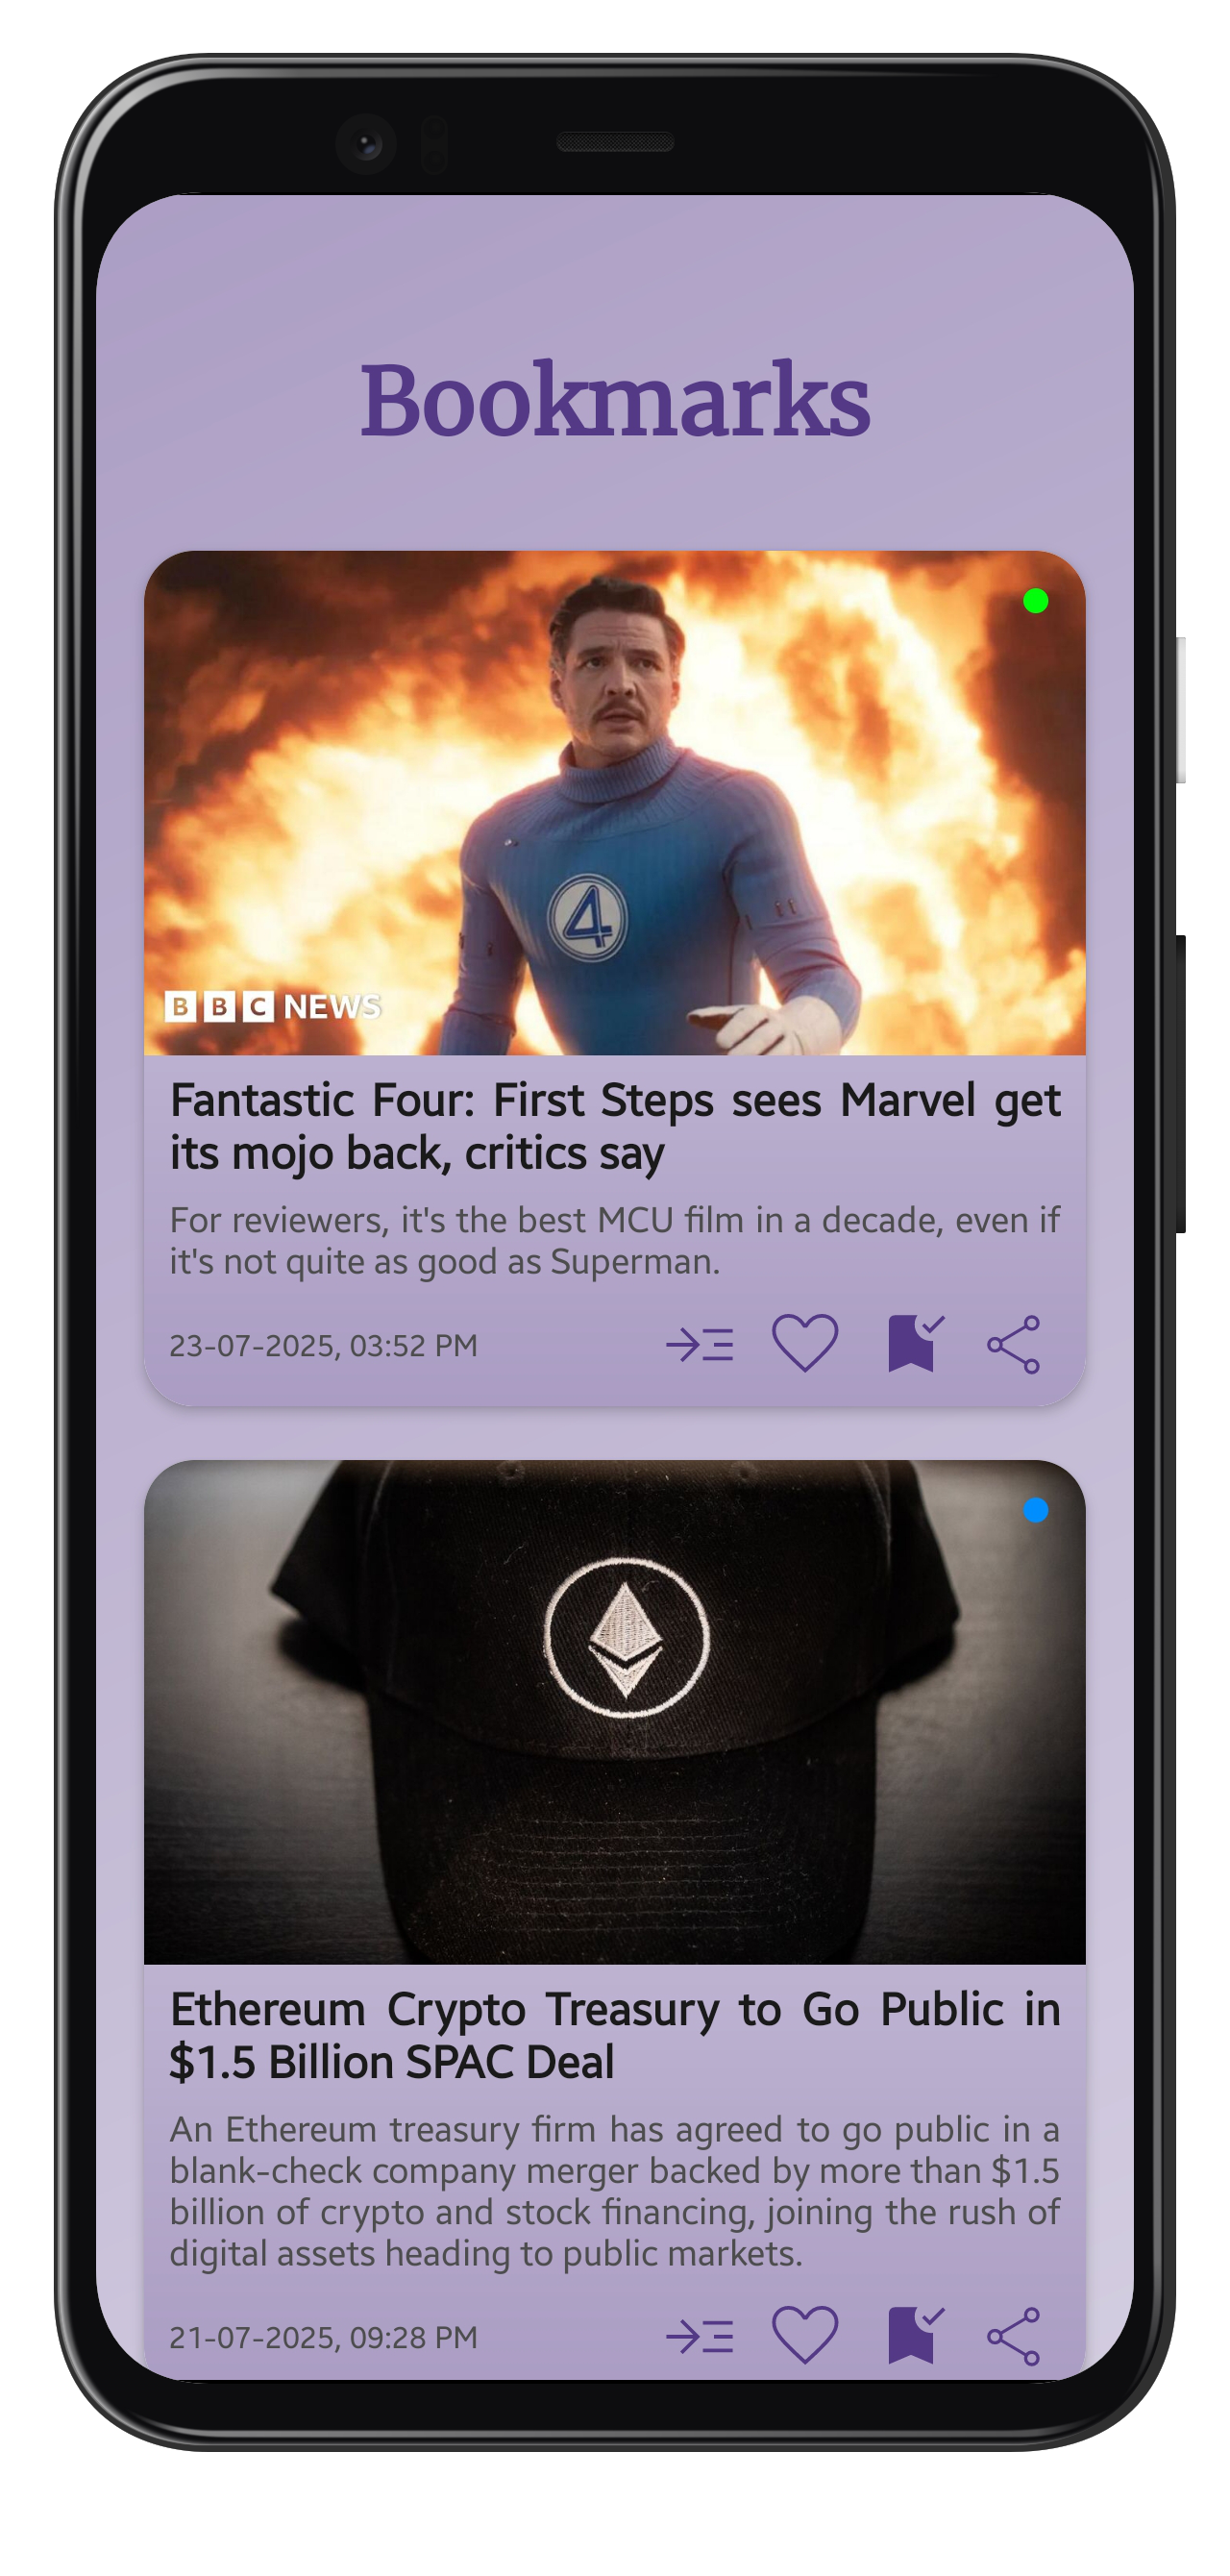 Bookmarks
4
BBC NEWS
Fantastic Four: First Steps sees Marvel get
its mojo back, critics say
For reviewers, it's the best MCU film in a decade, even if
it's not quite as good as Superman.
23-07-2025, 03:52 PM
Ethereum Crypto Treasury to Go Public in
$1.5 Billion SPAC Deal
An Ethereum treasury firm has agreed to go public in a
blank-check company merger backed by more than $1.5
billion of crypto and stock financing, joining the rush of
digital assets heading to public markets.
21-07-2025, 09:28 PM